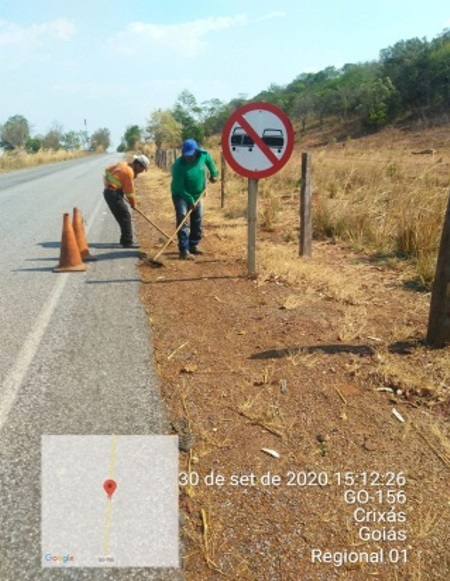 30 de set de 2020 15:12:26
GO-156
Crixás
Goiás
Regional 01
Google